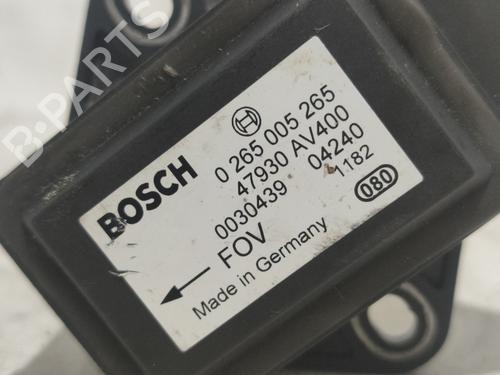 B-PARTS
BOSCH
0 265 005 265
47930 AV400
0030439 04240
1182
FOV
080
Made in Germany